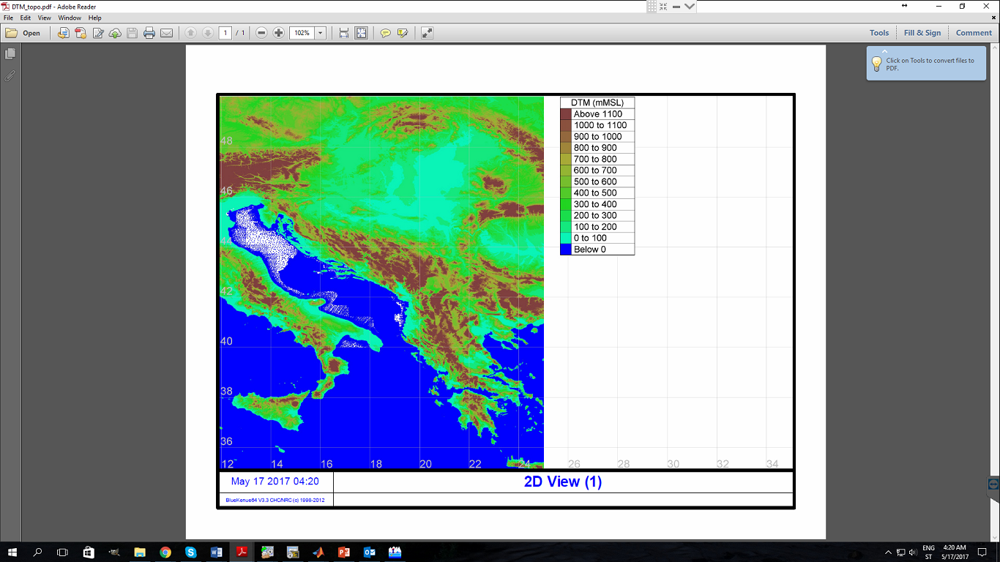 DTM_topo.pdf - Adobe Reader
File Edit View Window Help
Open 1 / 1 102% Tools Fill & Sign Comment
Click on Tools to convert files to
PDF.
DTM (mMSL)
Above 1100
1000 to 1100
900 to 1000
800 to 900
700 to 800
600 to 700
500 to 600
400 to 500
300 to 400
200 to 300
100 to 200
0 to 100
Below 0
48
46
44
42
40
38
36
12 14 16 18 20 22 24 26 28 30 32 34
May 17 2017 04:20
2D View (1)
BlueKenue64 V3.3 CHC/NRC (c) 1998-2012
ENG 4:20 AM
ST 5/17/2017